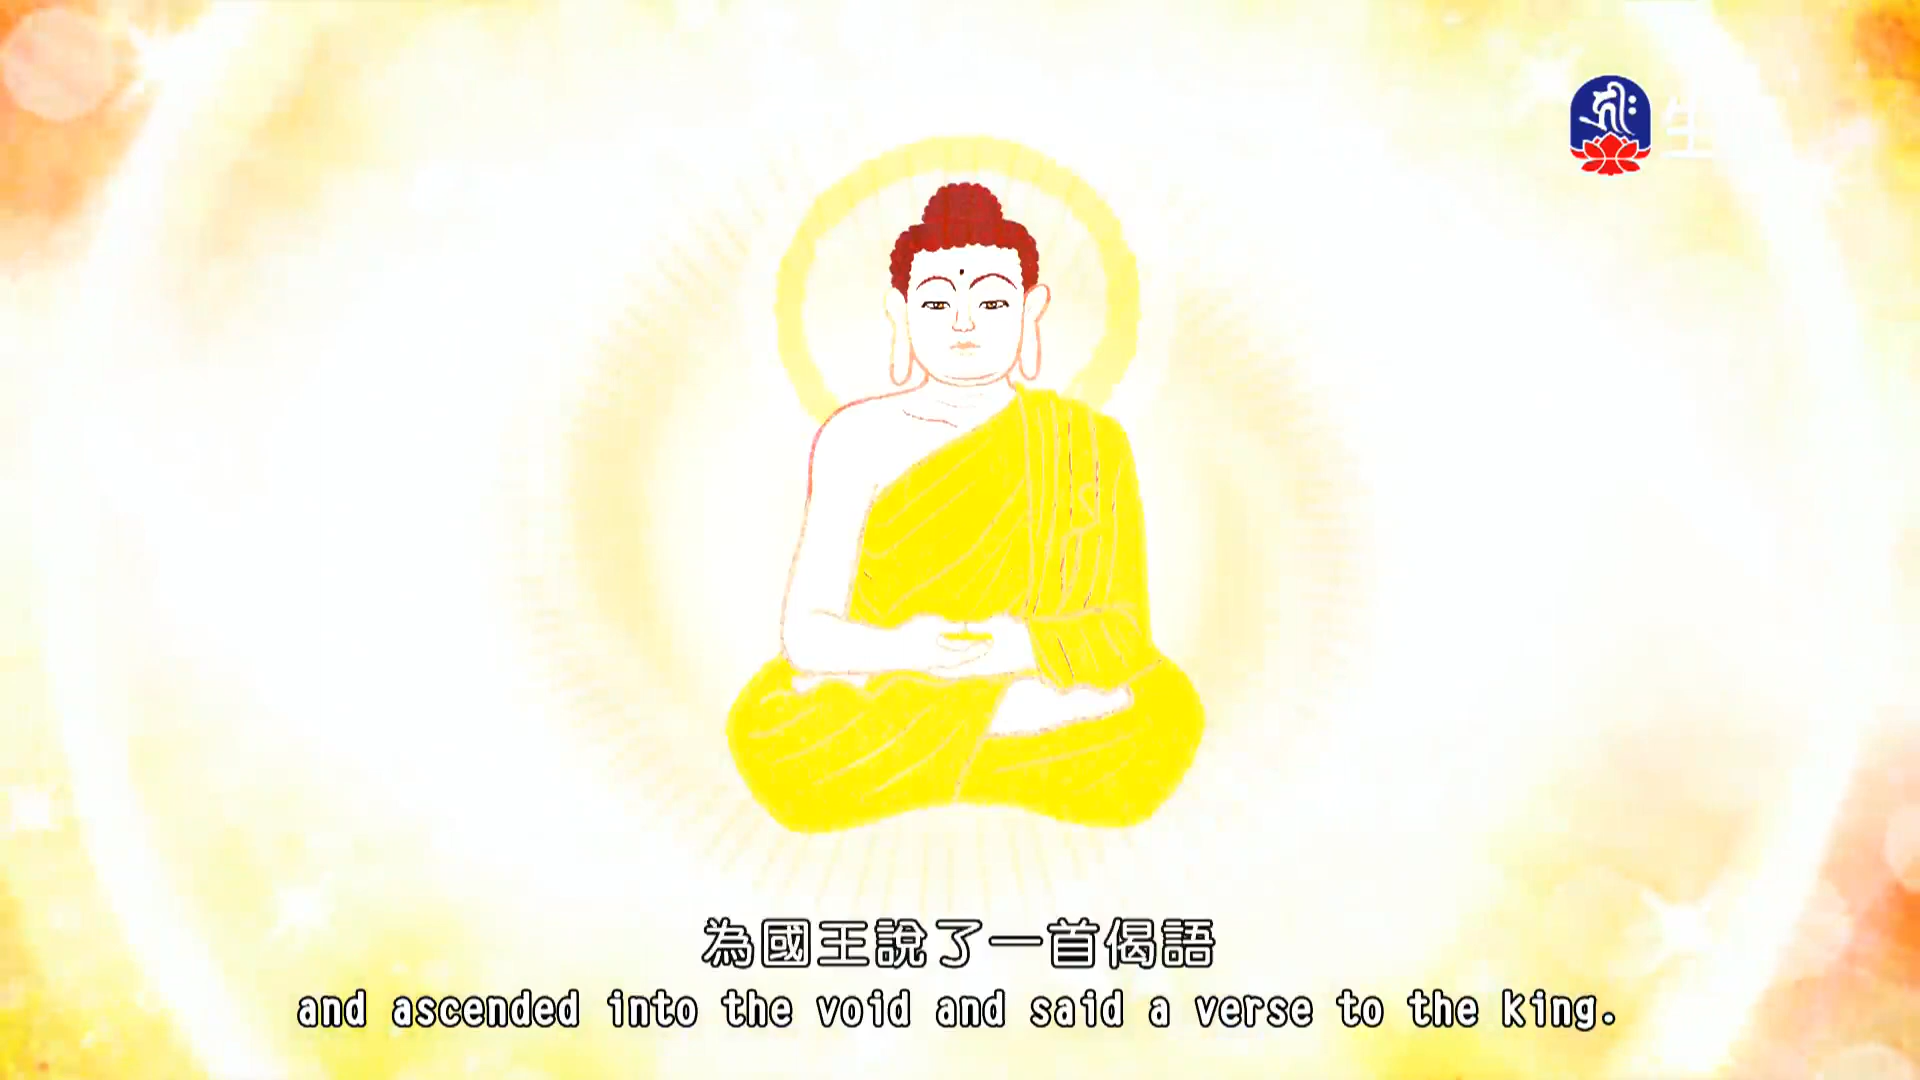 生
為國王說了一首偈語
and ascended into the void and said a verse to the king.